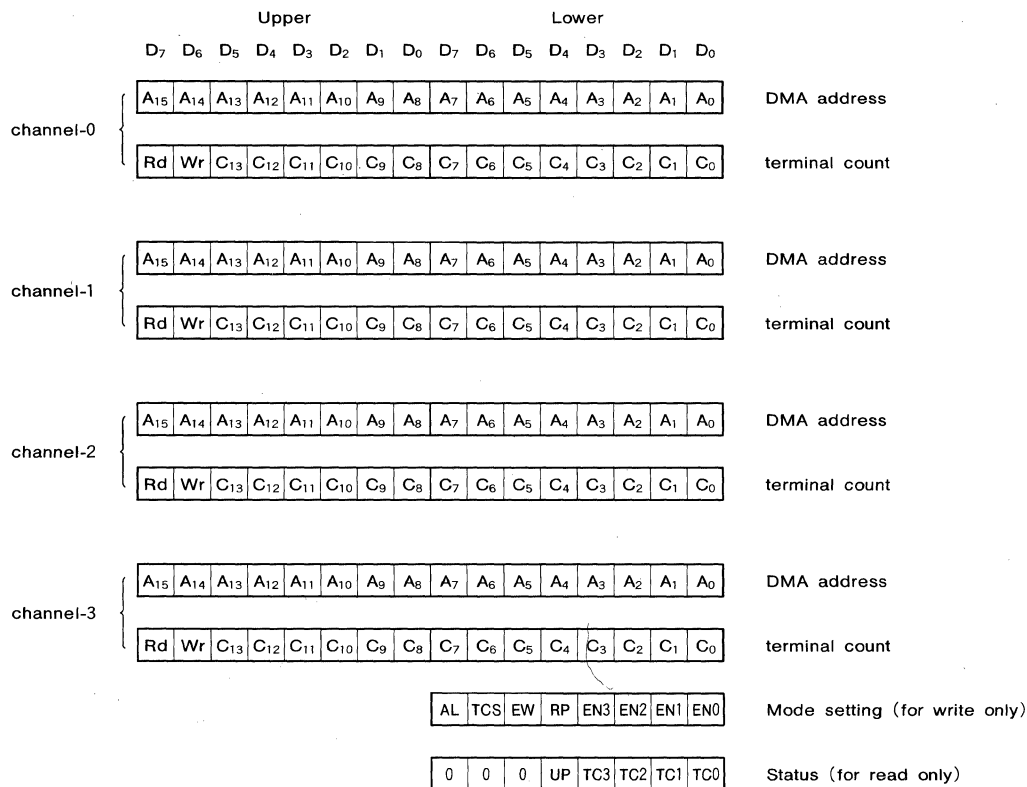 Upper Lower
D7 D6 D5 D4 D3 D2 D1 D0 D7 D6 D5 D4 D3 D2 D1 D0
A15 A14 A13 A12 A11 A10 A9 A8 A7 A6 A5 A4 A3 A2 A1 A0 DMA address
channel-0
Rd Wr C13 C12 C11 C10 C9 C8 C7 C6 C5 C4 C3 C2 C1 C0 terminal count
A15 A14 A13 A12 A11 A10 A9 A8 A7 A6 A5 A4 A3 A2 A1 A0 DMA address
channel-1
Rd Wr C13 C12 C11 C10 C9 C8 C7 C6 C5 C4 C3 C2 C1 C0 terminal count
A15 A14 A13 A12 A11 A10 A9 A8 A7 A6 A5 A4 A3 A2 A1 A0 DMA address
channel-2
Rd Wr C13 C12 C11 C10 C9 C8 C7 C6 C5 C4 C3 C2 C1 C0 terminal count
A15 A14 A13 A12 A11 A10 A9 A8 A7 A6 A5 A4 A3 A2 A1 A0 DMA address
channel-3
Rd Wr C13 C12 C11 C10 C9 C8 C7 C6 C5 C4 C3 C2 C1 C0 terminal count
AL TCS EW RP EN3 EN2 EN1 EN0 Mode setting (for write only)
0 0 0 UP TC3 TC2 TC1 TC0 Status (for read only)